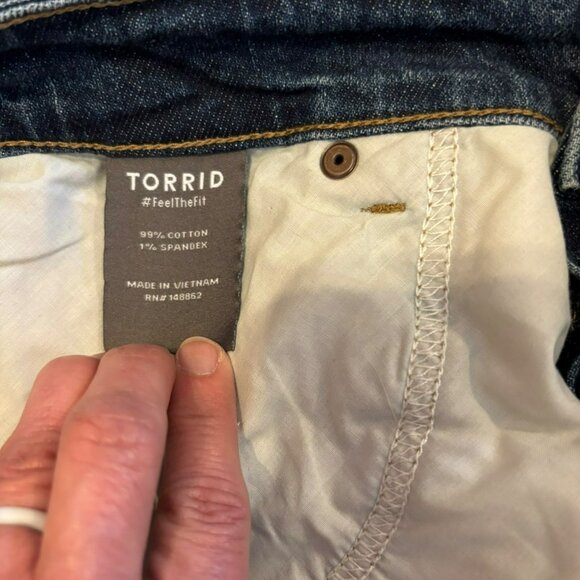 TORRID
#FeelTheFit
99% COTTON
1% SPANDEX
MADE IN VIETNAM
RN# 148862